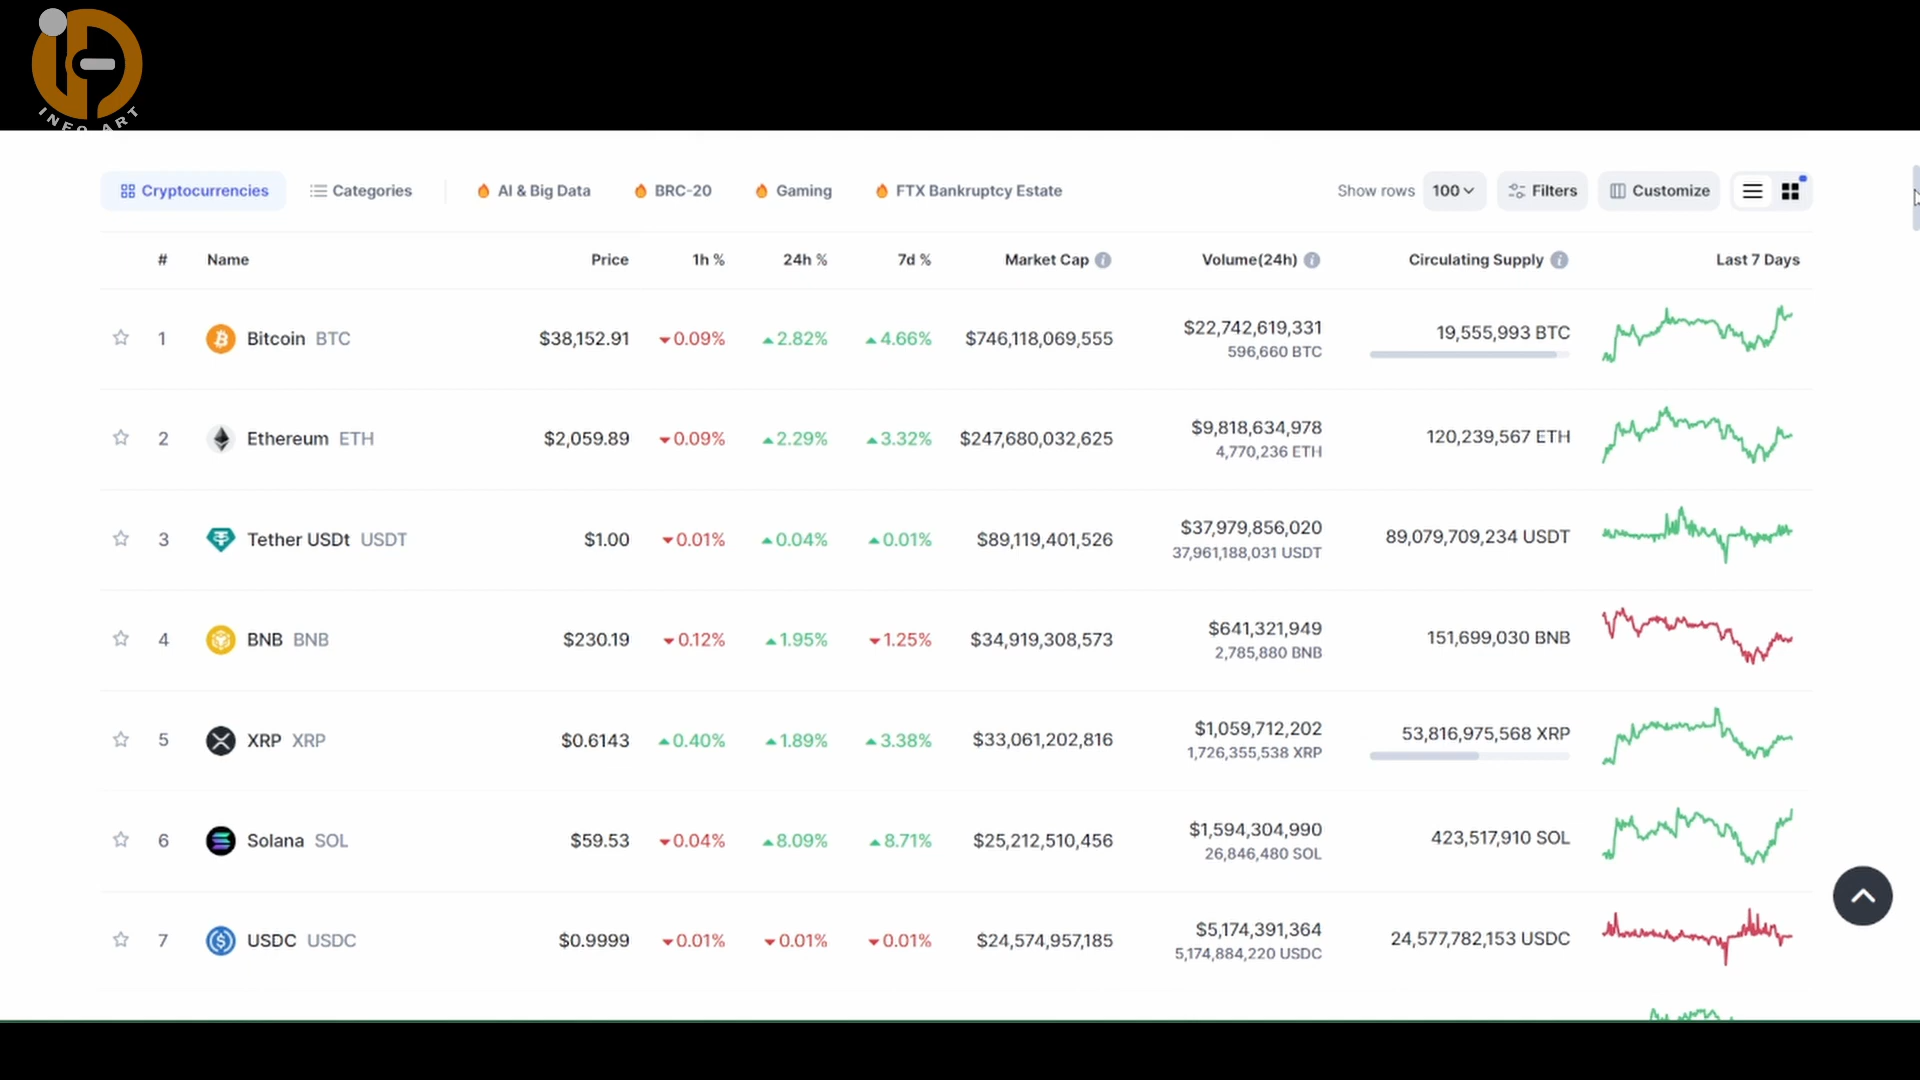 INFO ART
Cryptocurrencies Categories AI & Big Data BRC-20 Gaming FTX Bankruptcy Estate Show rows 100 Filters Customize
# Name Price 1h % 24h % 7d % Market Cap Volume(24h) Circulating Supply Last 7 Days
1 Bitcoin BTC $38,152.91 0.09% 2.82% 4.66% $746,118,069,555 $22,742,619,331 19,555,993 BTC
596,660 BTC
2 Ethereum ETH $2,059.89 0.09% 2.29% 3.32% $247,680,032,625 $9,818,634,978 120,239,567 ETH
4,770,236 ETH
3 Tether USDt USDT $1.00 0.01% 0.04% 0.01% $89,119,401,526 $37,979,856,020 89,079,709,234 USDT
37,961,188,031 USDT
4 BNB BNB $230.19 0.12% 1.95% 1.25% $34,919,308,573 $641,321,949 151,699,030 BNB
2,785,880 BNB
5 XRP XRP $0.6143 0.40% 1.89% 3.38% $33,061,202,816 $1,059,712,202 53,816,975,568 XRP
1,726,355,538 XRP
6 Solana SOL $59.53 0.04% 8.09% 8.71% $25,212,510,456 $1,594,304,990 423,517,910 SOL
26,846,480 SOL
7 USDC USDC $0.9999 0.01% 0.01% 0.01% $24,574,957,185 $5,174,391,364 24,577,782,153 USDC
5,174,884,220 USDC